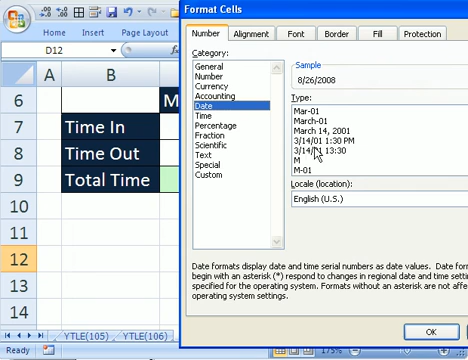 Format Cells
Home Insert Page Layout
D12
Number Alignment Font Border Fill Protection
Category:
General
Number
Currency
Accounting
Date
Time
Percentage
Fraction
Scientific
Text
Special
Custom
Sample
8/26/2008
Type:
Mar-01
March-01
March 14, 2001
3/14/01 1:30 PM
3/14/01 13:30
M
M-01
Locale (location):
English (U.S.)
Date formats display date and time serial numbers as date values. Date
begin with an asterisk (*) respond to changes in regional date and time
specified for the operating system. Formats without an asterisk are not
operating system settings.
OK
A B
6 M
7 Time In
8 Time Out
9 Total Time
10
11
12
13
14
YTLE(105) YTLE(106)
Ready
175%